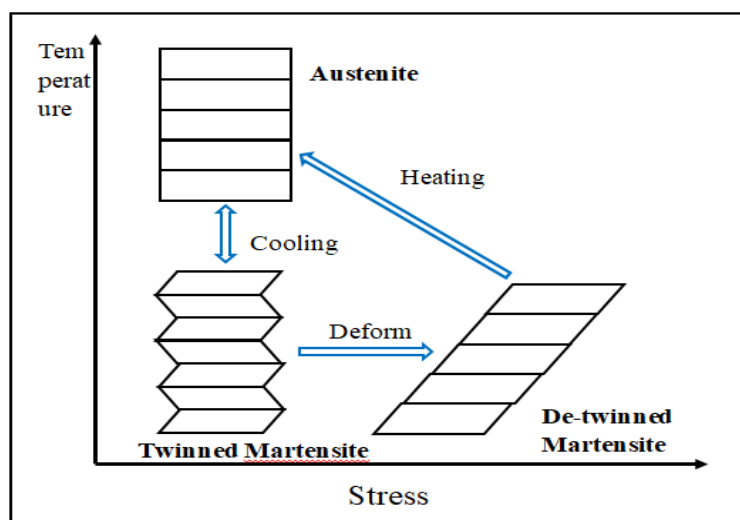 Tem
perat
ure
Austenite
Heating
Cooling
Deform
De-twinned
Martensite
Twinned Martensite
Stress